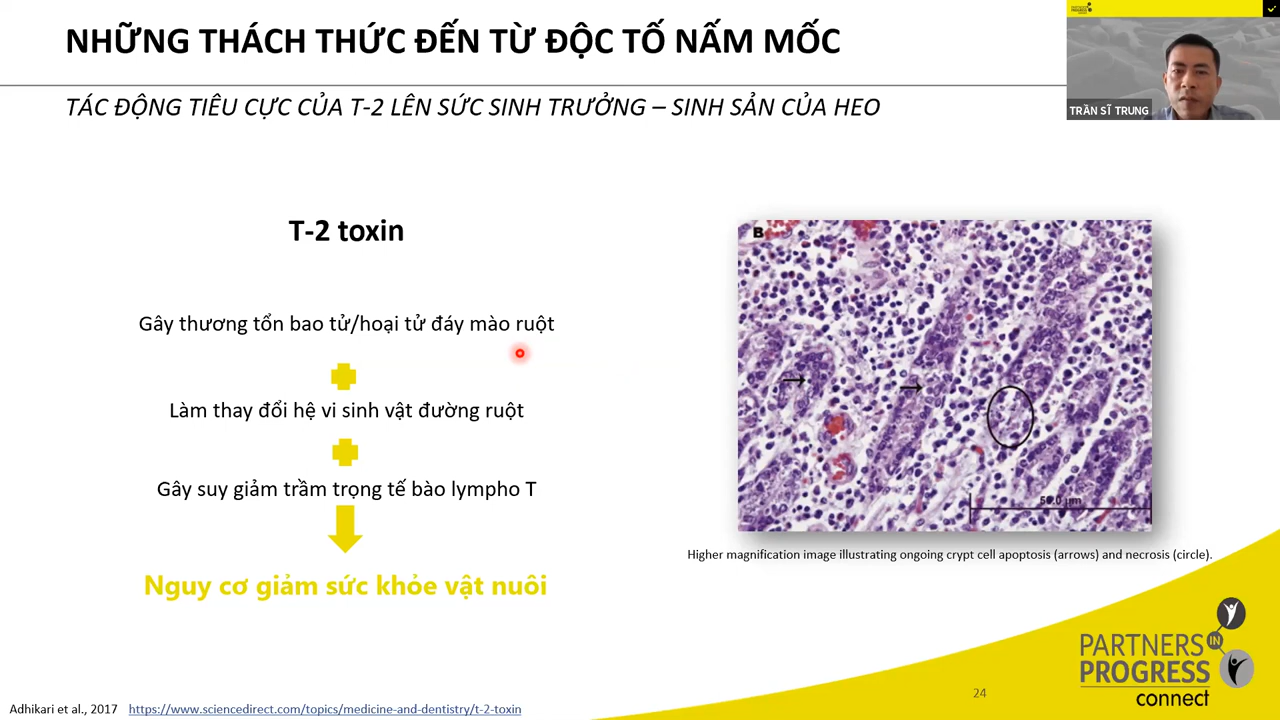 NHỮNG THÁCH THỨC ĐẾN TỪ ĐỘC TỐ NẤM MỐC
TRẦN SĨ TRUNG
TÁC ĐỘNG TIÊU CỰC CỦA T-2 LÊN SỨC SINH TRƯỞNG – SINH SẢN CỦA HEO
T-2 toxin
Gây thương tổn bao tử/hoại tử đáy mào ruột
Làm thay đổi hệ vi sinh vật đường ruột
Gây suy giảm trầm trọng tế bào lympho T
Nguy cơ giảm sức khỏe vật nuôi
B
50.0 µm
Higher magnification image illustrating ongoing crypt cell apoptosis (arrows) and necrosis (circle).
PARTNERS IN
PROGRESS
connect
24
Adhikari et al., 2017 https://www.sciencedirect.com/topics/medicine-and-dentistry/t-2-toxin